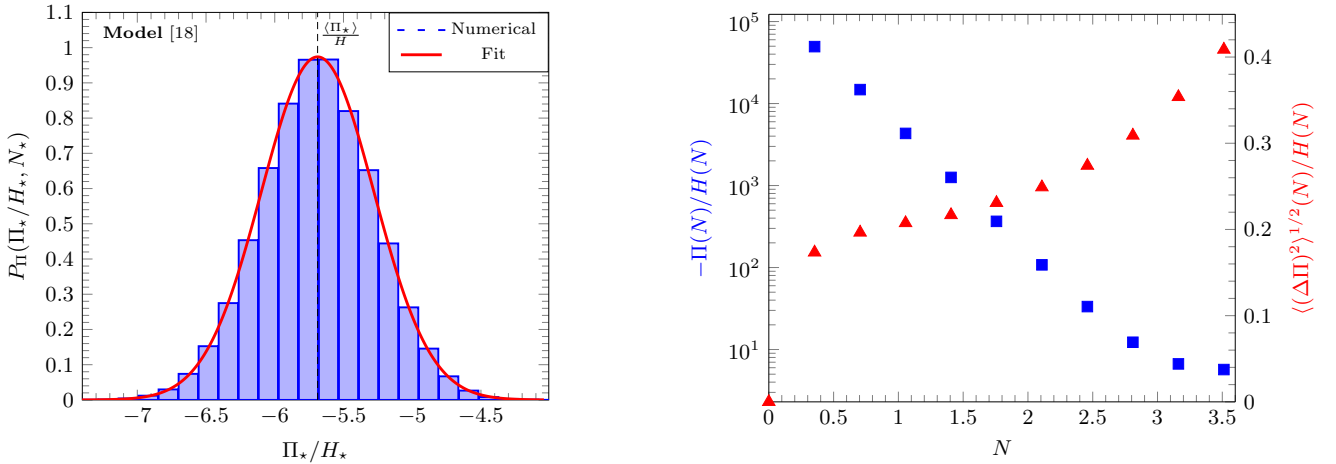 Model [18]
⟨Π⋆⟩/H
Numerical
Fit
1
0.9
0.8
0.7
0.6
0.5
0.4
0.3
0.2
0.1
0
P_Π(Π⋆/H⋆, N⋆)
−7 −6.5 −6 −5.5 −5 −4.5
Π⋆/H⋆
10^5
10^4
10^3
10^2
10^1
−Π(N)/H(N)
0.4
0.3
0.2
0.1
0
⟨(ΔΠ)^2⟩^{1/2}(N)/H(N)
0 0.5 1 1.5 2 2.5 3 3.5
N